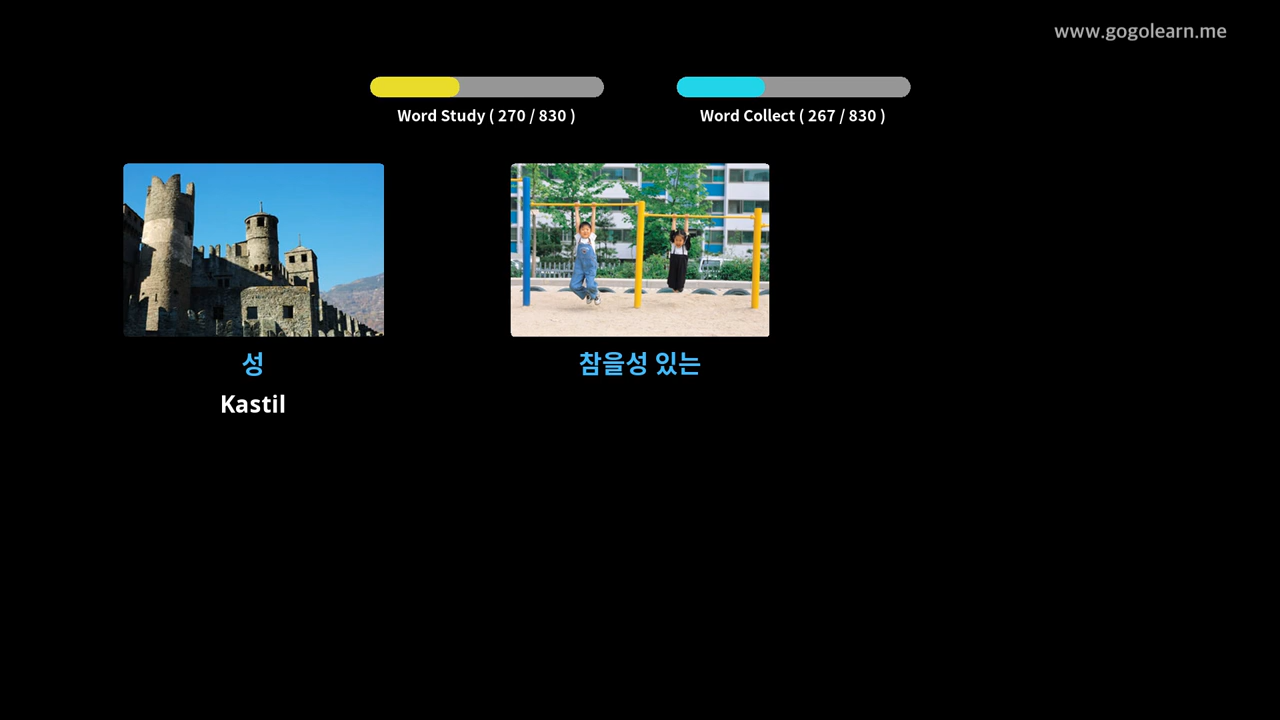 www.gogolearn.me
Word Study ( 270 / 830 )
Word Collect ( 267 / 830 )
성
Kastil
참을성 있는